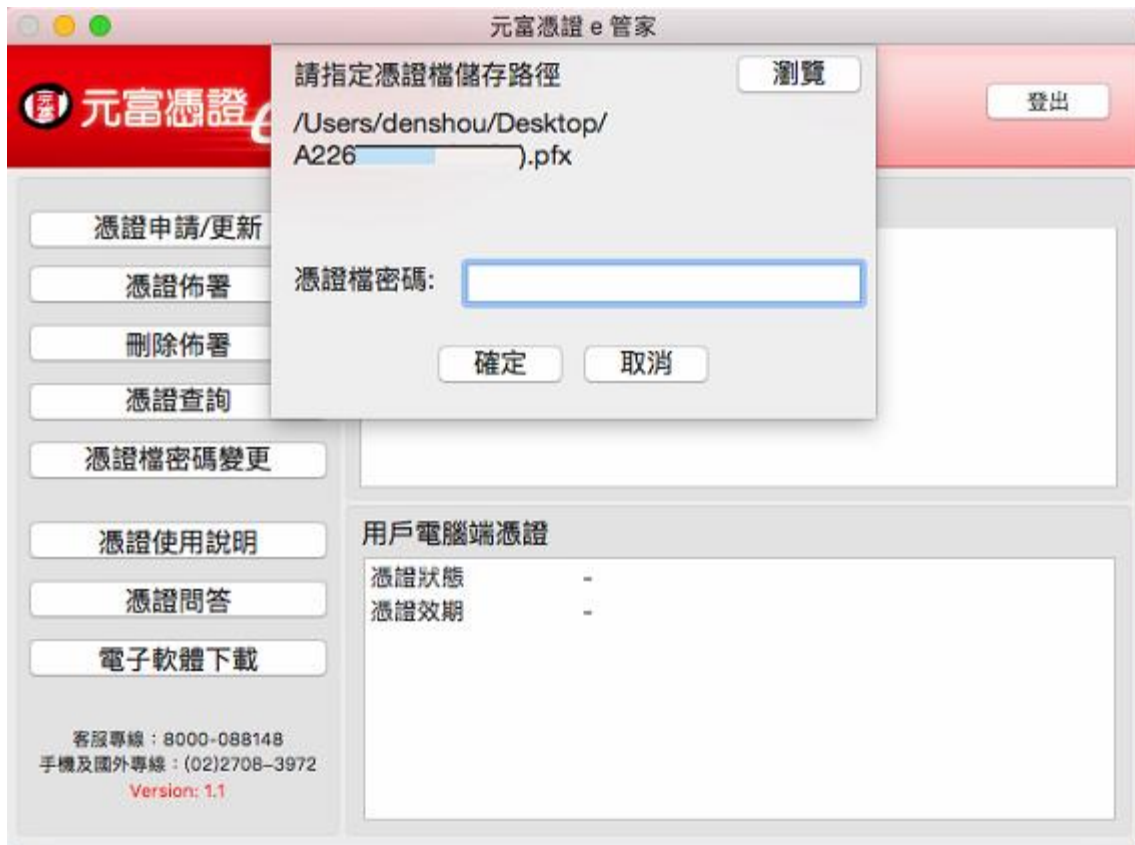 元富憑證 e 管家
元富憑證e
登出
請指定憑證檔儲存路徑
瀏覽
/Users/denshou/Desktop/
A226 ).pfx
憑證檔密碼:
確定
取消
憑證申請/更新
憑證佈署
刪除佈署
憑證查詢
憑證檔密碼變更
憑證使用說明
憑證問答
電子軟體下載
客服專線：8000-088148
手機及國外專線：(02)2708-3972
Version: 1.1
用戶電腦端憑證
憑證狀態 -
憑證效期 -